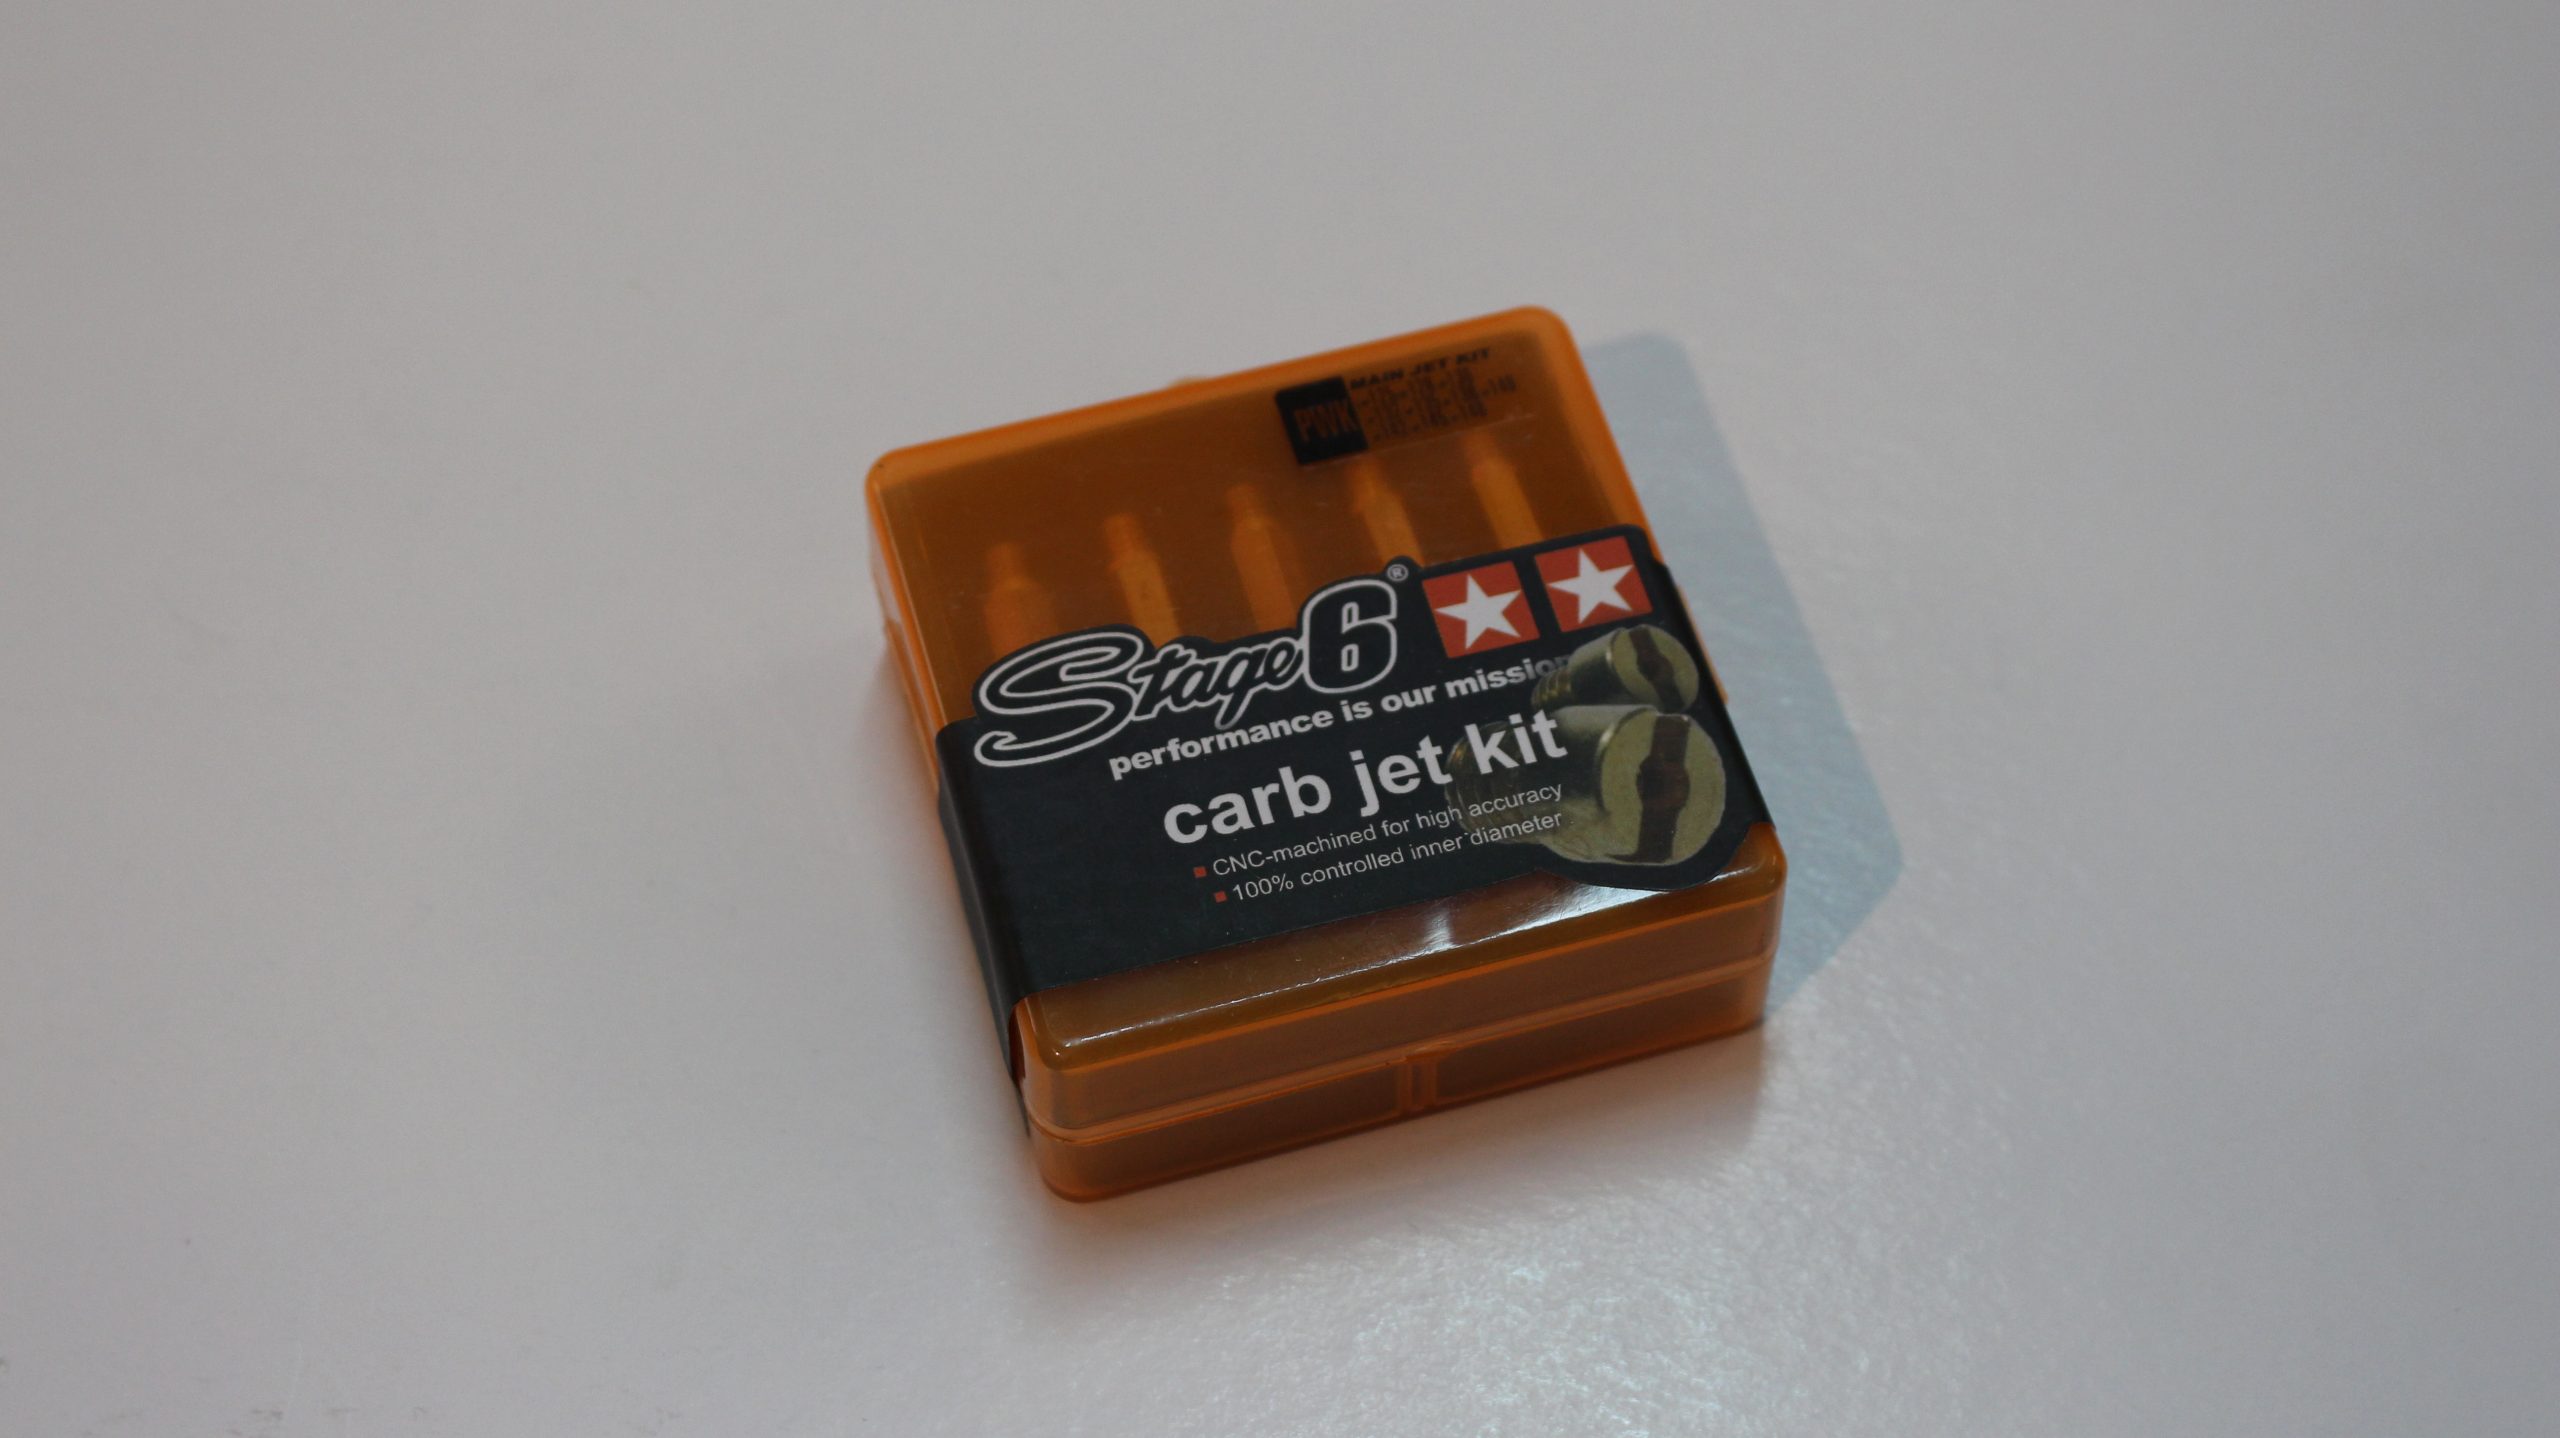 MAIN JET KIT
PWK
Stage6®
performance is our mission
carb jet kit
CNC-machined for high accuracy
100% controlled inner diameter